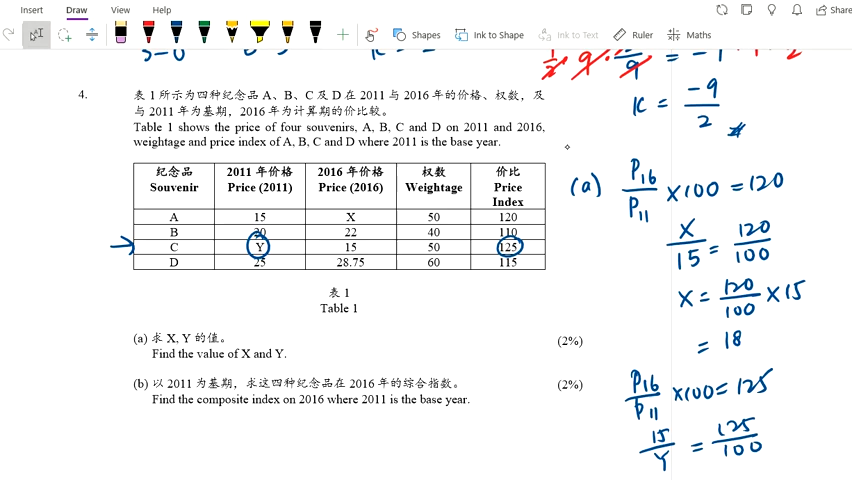 Insert Draw View Help Share
Shapes Ink to Shape Ink to Text Ruler Maths
K = -9/2
4. 表 1 所示为四种纪念品 A、B、C 及 D 在 2011 与 2016 年的价格、权数，及
与 2011 年为基期，2016 年为计算期的价比较。
Table 1 shows the price of four souvenirs, A, B, C and D on 2011 and 2016,
weightage and price index of A, B, C and D where 2011 is the base year.
纪念品 2011 年价格 2016 年价格 权数 价比
Souvenir Price (2011) Price (2016) Weightage Price
Index
A 15 X 50 120
B 20 22 40 110
C Y 15 50 125
D 25 28.75 60 115
表 1
Table 1
(a) 求 X, Y 的值。 (2%)
Find the value of X and Y.
(b) 以 2011 为基期，求这四种纪念品在 2016 年的综合指数。 (2%)
Find the composite index on 2016 where 2011 is the base year.
(a) P16/P11 ×100 = 120
X/15 = 120/100
X = 120/100 × 15
= 18
P16/P11 ×100 = 125
15/Y = 125/100